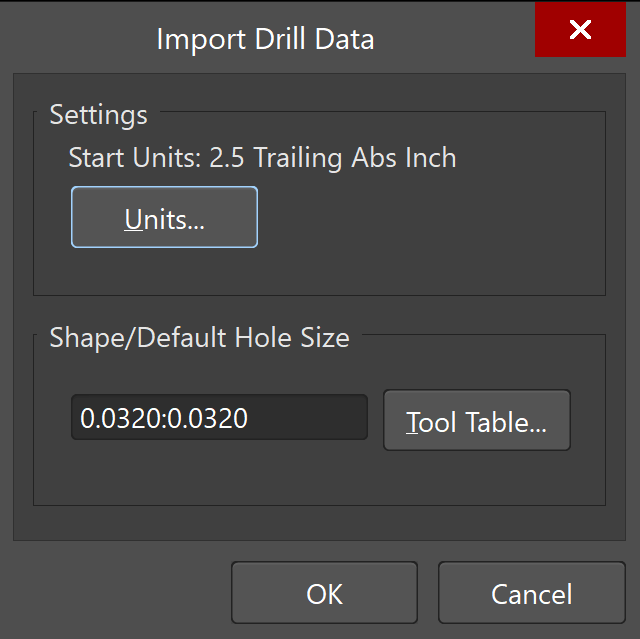 Import Drill Data
Settings
Start Units: 2.5 Trailing Abs Inch
Units...
Shape/Default Hole Size
0.0320:0.0320
Tool Table...
OK
Cancel